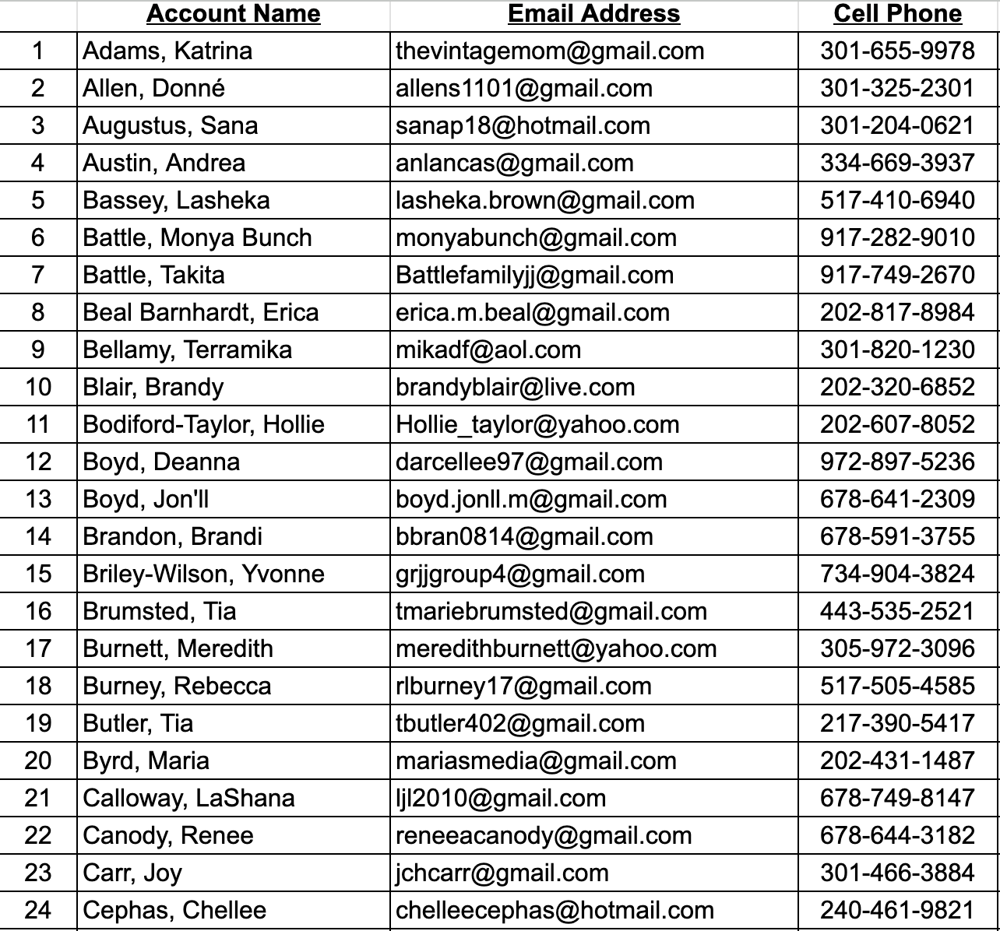 Account Name Email Address Cell Phone
1 Adams, Katrina thevintagemom@gmail.com 301-655-9978
2 Allen, Donné allens1101@gmail.com 301-325-2301
3 Augustus, Sana sanap18@hotmail.com 301-204-0621
4 Austin, Andrea anlancas@gmail.com 334-669-3937
5 Bassey, Lasheka lasheka.brown@gmail.com 517-410-6940
6 Battle, Monya Bunch monyabunch@gmail.com 917-282-9010
7 Battle, Takita Battlefamilyjj@gmail.com 917-749-2670
8 Beal Barnhardt, Erica erica.m.beal@gmail.com 202-817-8984
9 Bellamy, Terramika mikadf@aol.com 301-820-1230
10 Blair, Brandy brandyblair@live.com 202-320-6852
11 Bodiford-Taylor, Hollie Hollie_taylor@yahoo.com 202-607-8052
12 Boyd, Deanna darcellee97@gmail.com 972-897-5236
13 Boyd, Jon'll boyd.jonll.m@gmail.com 678-641-2309
14 Brandon, Brandi bbran0814@gmail.com 678-591-3755
15 Briley-Wilson, Yvonne grjjgroup4@gmail.com 734-904-3824
16 Brumsted, Tia tmariebrumsted@gmail.com 443-535-2521
17 Burnett, Meredith meredithburnett@yahoo.com 305-972-3096
18 Burney, Rebecca rlburney17@gmail.com 517-505-4585
19 Butler, Tia tbutler402@gmail.com 217-390-5417
20 Byrd, Maria mariasmedia@gmail.com 202-431-1487
21 Calloway, LaShana ljl2010@gmail.com 678-749-8147
22 Canody, Renee reneeacanody@gmail.com 678-644-3182
23 Carr, Joy jchcarr@gmail.com 301-466-3884
24 Cephas, Chellee chelleecephas@hotmail.com 240-461-9821